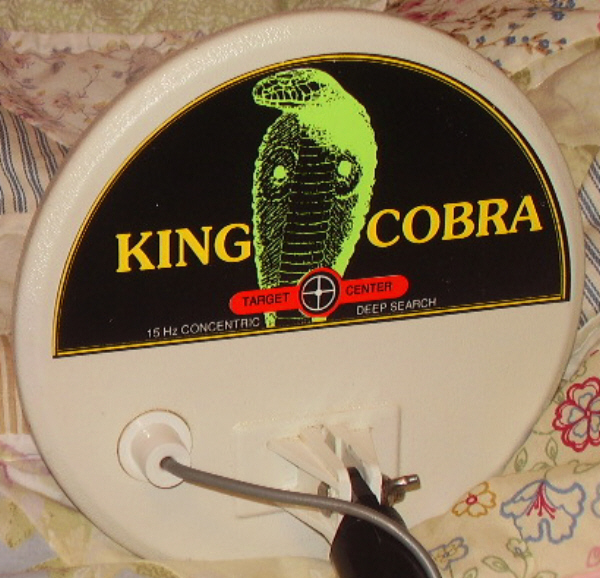 KING COBRA
TARGET CENTER
15 Hz CONCENTRIC DEEP SEARCH